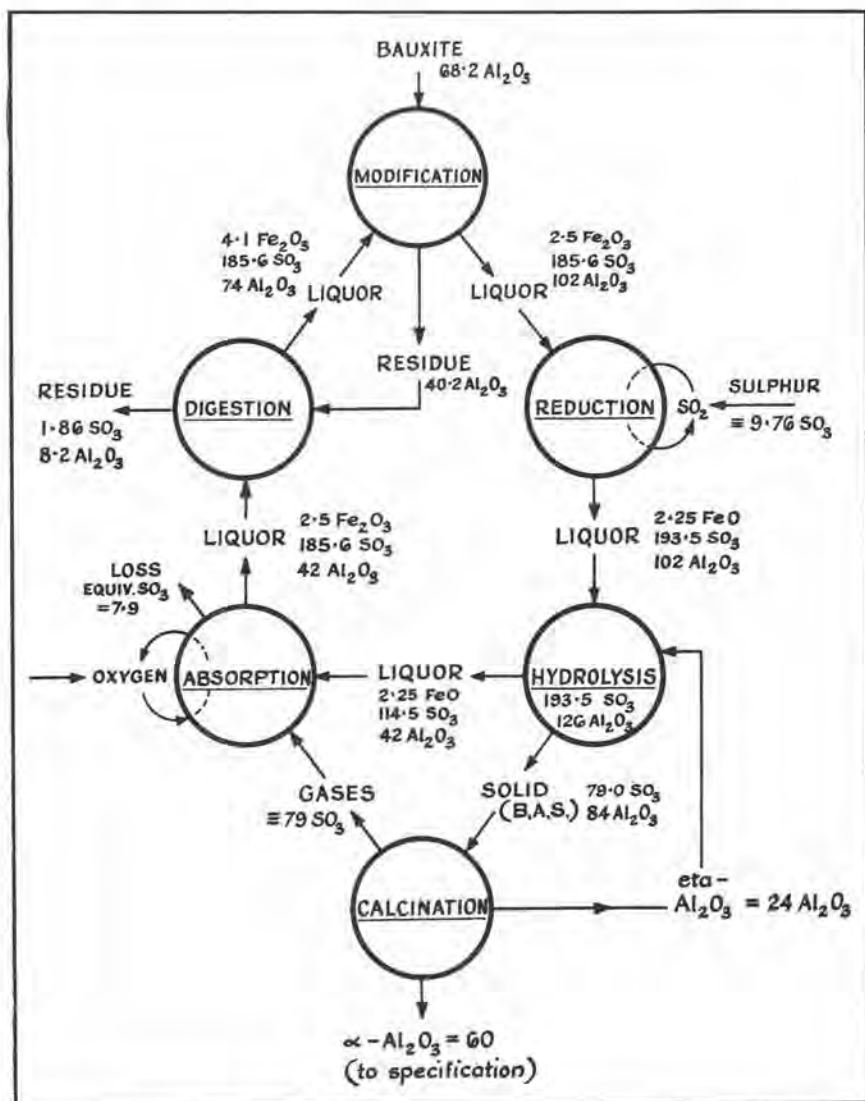 BAUXITE
68·2 Al₂O₃
MODIFICATION
4·1 Fe₂O₃
185·6 SO₃
74 Al₂O₃
LIQUOR
2·5 Fe₂O₃
185·6 SO₃
102 Al₂O₃
LIQUOR
RESIDUE
40·2 Al₂O₃
RESIDUE
1·86 SO₃
8·2 Al₂O₃
DIGESTION
REDUCTION
SO₂
SULPHUR
≡ 9·76 SO₃
LIQUOR
2·5 Fe₂O₃
185·6 SO₃
42 Al₂O₃
LIQUOR
2·25 FeO
193·5 SO₃
102 Al₂O₃
LOSS
EQUIV. SO₃
=7·9
OXYGEN
ABSORPTION
LIQUOR
2·25 FeO
114·5 SO₃
42 Al₂O₃
HYDROLYSIS
193·5 SO₃
126 Al₂O₃
GASES
≡ 79 SO₃
SOLID
(B.A.S.)
79·0 SO₃
84 Al₂O₃
CALCINATION
eta-
Al₂O₃ = 24 Al₂O₃
α-Al₂O₃ = 60
(to specification)